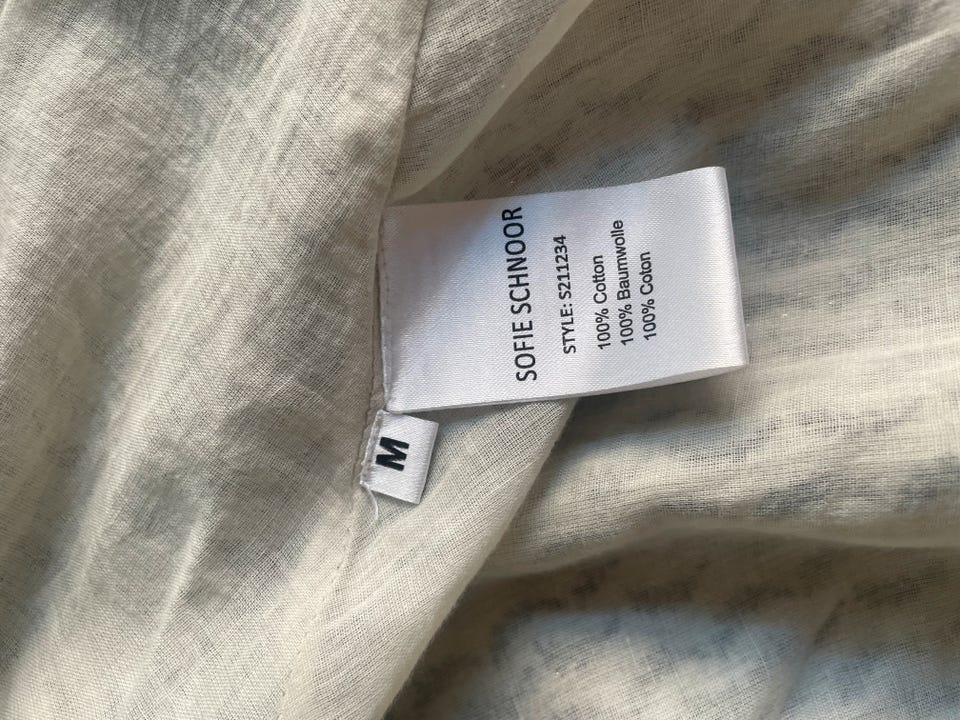 SOFIE SCHNOOR
STYLE: S211234
100% Cotton
100% Baumwolle
100% Coton
M